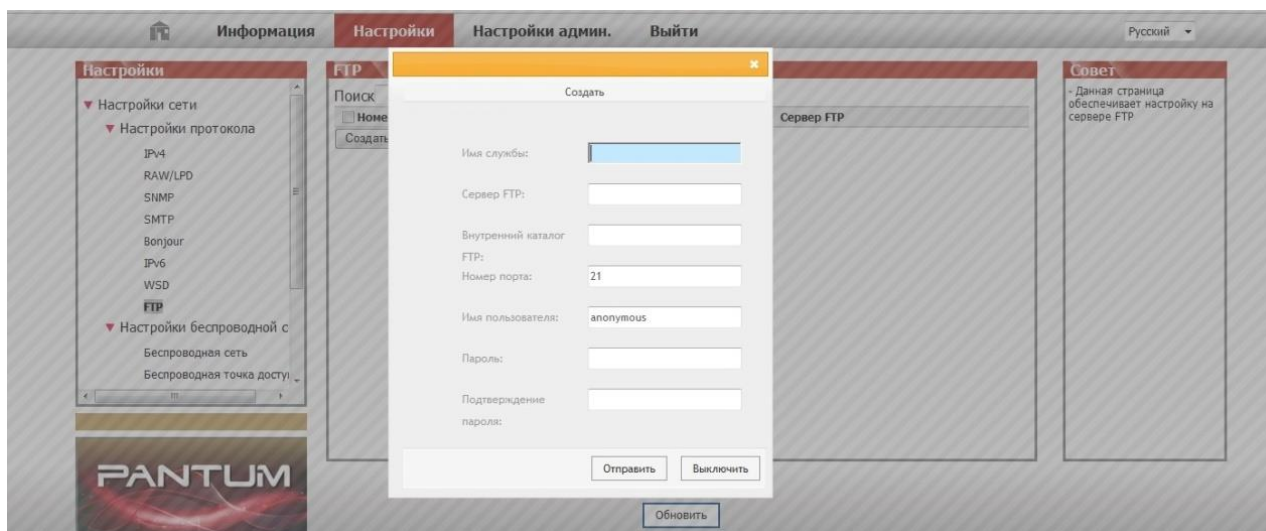 Информация
Настройки
Настройки админ.
Выйти
Русский
Настройки
Настройки сети
Настройки протокола
IPv4
RAW/LPD
SNMP
SMTP
Bonjour
IPv6
WSD
FTP
Настройки беспроводной с
Беспроводная сеть
Беспроводная точка доступ
PANTUM
FTP
Поиск
Номе
Сервер FTP
Создать
Создать
Имя службы:
Сервер FTP:
Внутренний каталог
FTP:
Номер порта: 21
Имя пользователя: anonymous
Пароль:
Подтверждение
пароля:
Отправить
Выключить
Обновить
Совет
- Данная страница
обеспечивает настройку на
сервере FTP